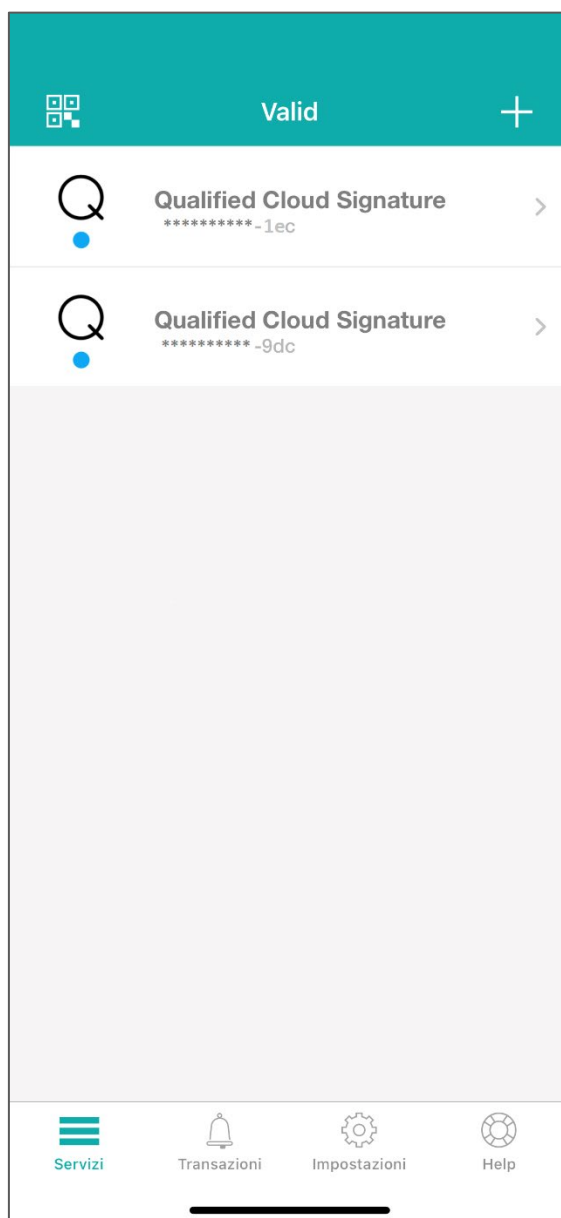 Valid
Qualified Cloud Signature
**********-1ec
Qualified Cloud Signature
********** -9dc
Servizi Transazioni Impostazioni Help